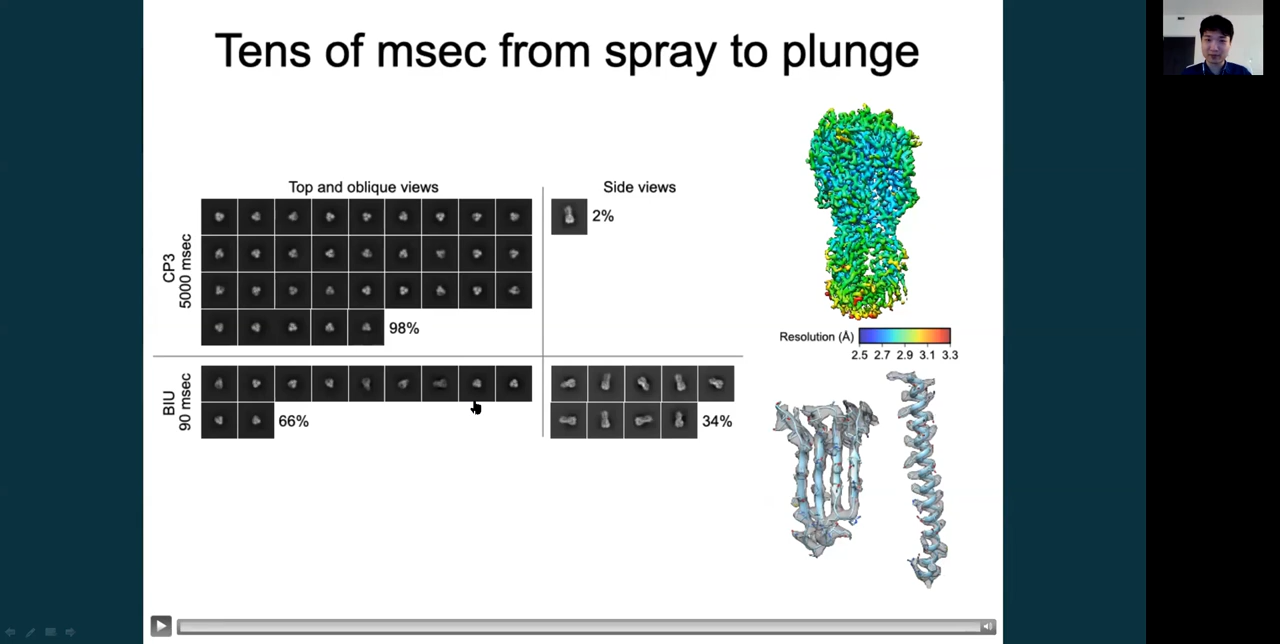 Tens of msec from spray to plunge
Top and oblique views
Side views
CP3
5000 msec
98%
2%
BIU
90 msec
66%
34%
Resolution (Å)
2.5 2.7 2.9 3.1 3.3